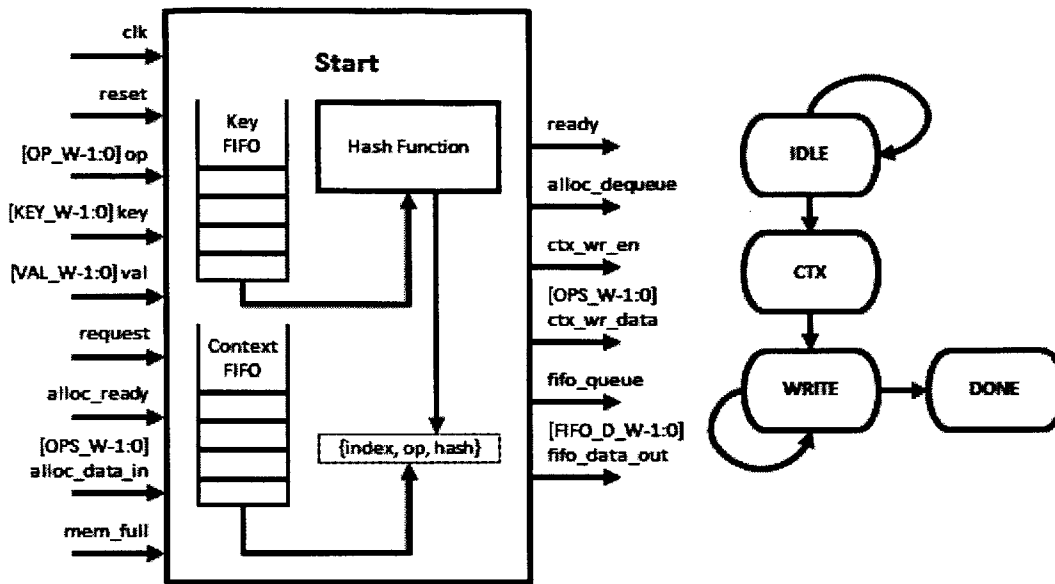 clk
reset
[OP_W-1:0] op
[KEY_W-1:0] key
[VAL_W-1:0] val
request
alloc_ready
[OPS_W-1:0]
alloc_data_in
mem_full
Start
Key
FIFO
Hash Function
Context
FIFO
{index, op, hash}
ready
alloc_dequeue
ctx_wr_en
[OPS_W-1:0]
ctx_wr_data
fifo_queue
[FIFO_D_W-1:0]
fifo_data_out
IDLE
CTX
WRITE
DONE